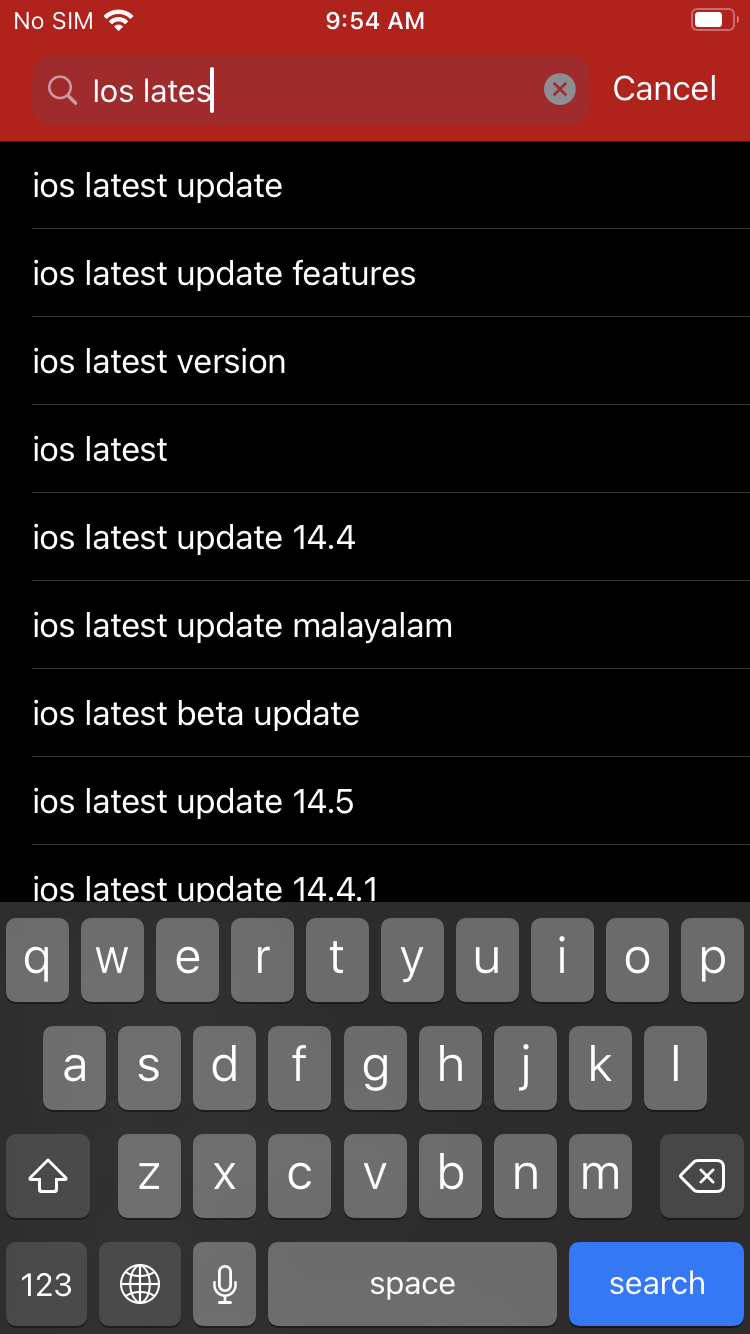 No SIM 9:54 AM
Ios lates Cancel
ios latest update
ios latest update features
ios latest version
ios latest
ios latest update 14.4
ios latest update malayalam
ios latest beta update
ios latest update 14.5
ios latest update 14.4.1
q w e r t y u i o p
a s d f g h j k l
z x c v b n m
123 space search